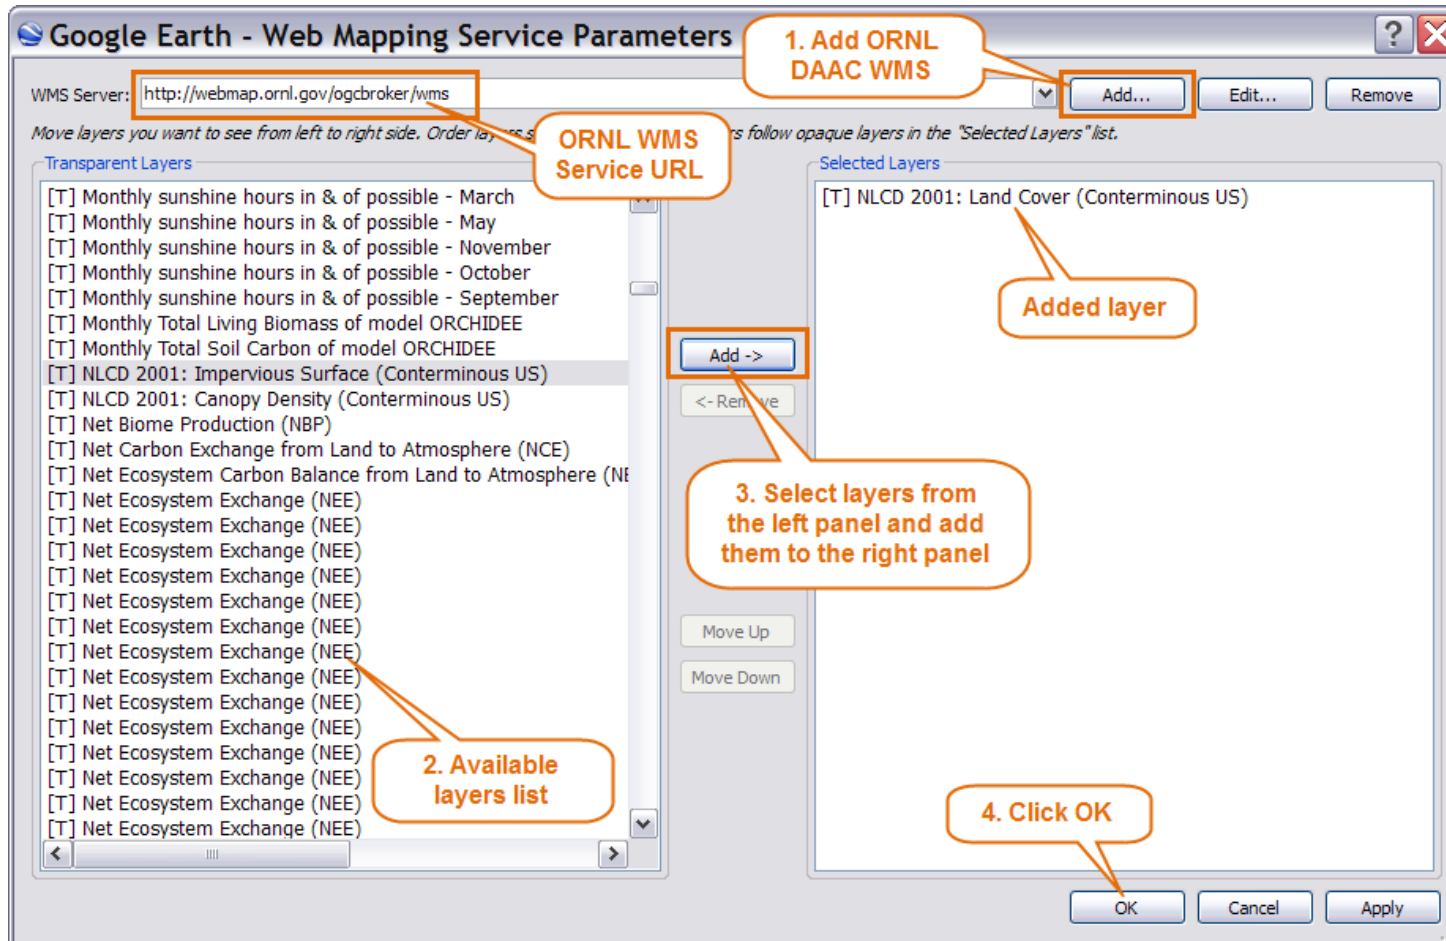 Google Earth - Web Mapping Service Parameters
1. Add ORNL
DAAC WMS
WMS Server: http://webmap.ornl.gov/ogcbroker/wms
Add...
Edit...
Remove
Move layers you want to see from left to right side. Order layers s rs follow opaque layers in the "Selected Layers" list.
ORNL WMS
Service URL
Transparent Layers
[T] Monthly sunshine hours in & of possible - March
[T] Monthly sunshine hours in & of possible - May
[T] Monthly sunshine hours in & of possible - November
[T] Monthly sunshine hours in & of possible - October
[T] Monthly sunshine hours in & of possible - September
[T] Monthly Total Living Biomass of model ORCHIDEE
[T] Monthly Total Soil Carbon of model ORCHIDEE
[T] NLCD 2001: Impervious Surface (Conterminous US)
[T] NLCD 2001: Canopy Density (Conterminous US)
[T] Net Biome Production (NBP)
[T] Net Carbon Exchange from Land to Atmosphere (NCE)
[T] Net Ecosystem Carbon Balance from Land to Atmosphere (NE
[T] Net Ecosystem Exchange (NEE)
[T] Net Ecosystem Exchange (NEE)
[T] Net Ecosystem Exchange (NEE)
[T] Net Ecosystem Exchange (NEE)
[T] Net Ecosystem Exchange (NEE)
[T] Net Ecosystem Exchange (NEE)
[T] Net Ecosystem Exchange (NEE)
[T] Net Ecosystem Exchange (NEE)
[T] Net Ecosystem Exchange (NEE)
[T] Net Ecosystem Exchange (NEE)
[T] Net Ecosystem Exchange (NEE)
[T] Net Ecosystem Exchange (NEE)
[T] Net Ecosystem Exchange (NEE)
[T] Net Ecosystem Exchange (NEE)
2. Available
layers list
Add ->
<- Remove
3. Select layers from
the left panel and add
them to the right panel
Move Up
Move Down
Selected Layers
[T] NLCD 2001: Land Cover (Conterminous US)
Added layer
4. Click OK
OK
Cancel
Apply